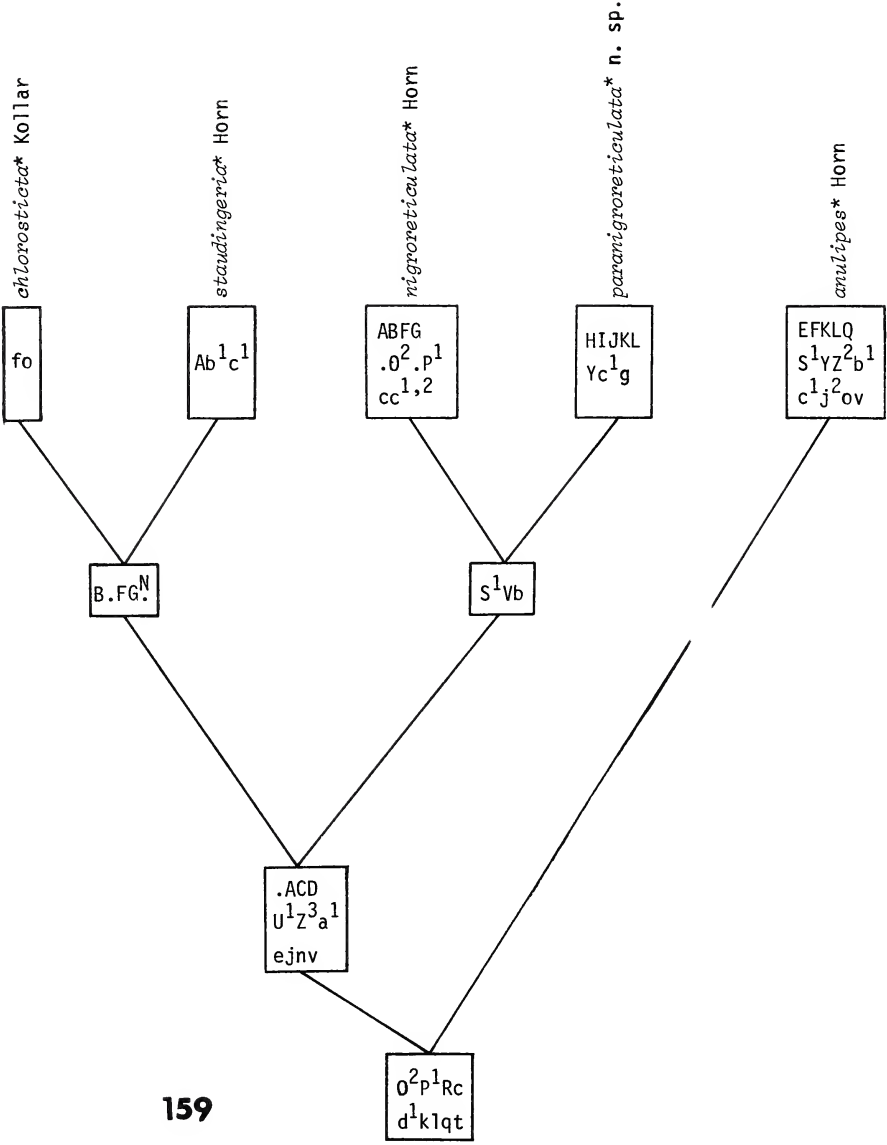 chlorosticta* Kollar
staudingeria* Horn
nigroreticulata* Horn
paranigroreticulata* n. sp.
anulipes* Horn
fo
Ab¹c¹
ABFG
.O².P¹
cc¹,²
HIJKL
Yc¹g
EFKLQ
S¹YZ²b¹
c¹j²ov
B.FG.ᴺ
S¹Vb
.ACD
U¹Z³a¹
ejnv
O²P¹Rc
d¹klqt
159